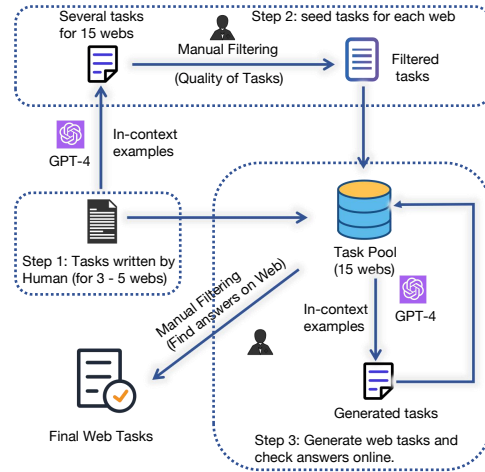 Several tasks
for 15 webs
Step 2: seed tasks for each web
Manual Filtering
(Quality of Tasks)
Filtered
tasks
GPT-4
In-context
examples
Step 1: Tasks written by
Human (for 3 - 5 webs)
Task Pool
(15 webs)
Manual Filtering
(Find answers on Web)
In-context
examples
GPT-4
Generated tasks
Final Web Tasks
Step 3: Generate web tasks and
check answers online.